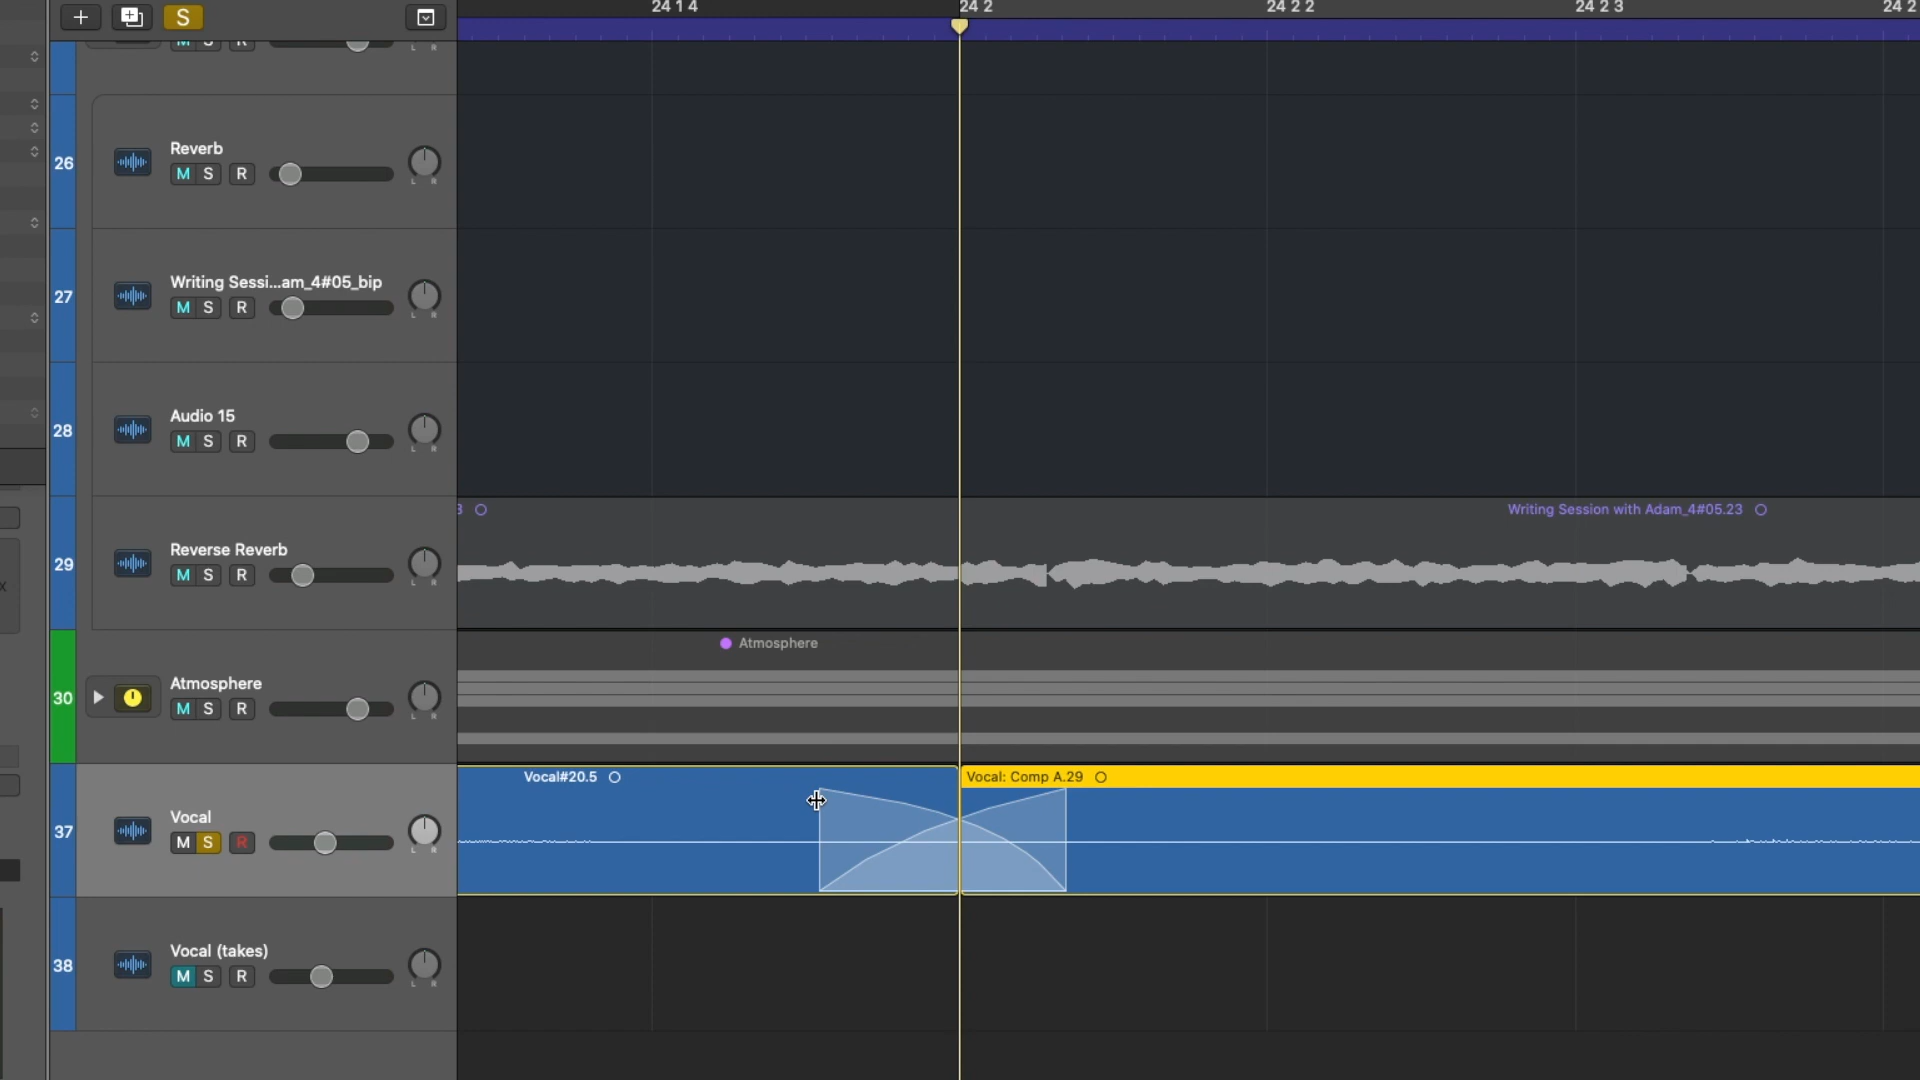 S
24 1 4
24 2
24 2 2
24 2 3
24 2
M S R
L R
26
Reverb
M S R
L R
27
Writing Sessi...am_4#05_bip
M S R
L R
28
Audio 15
M S R
L R
3
Writing Session with Adam_4#05.23
29
Reverse Reverb
M S R
L R
x
Atmosphere
30
Atmosphere
M S R
L R
Vocal#20.5
Vocal: Comp A.29
37
Vocal
M S R
L R
38
Vocal (takes)
M S R
L R